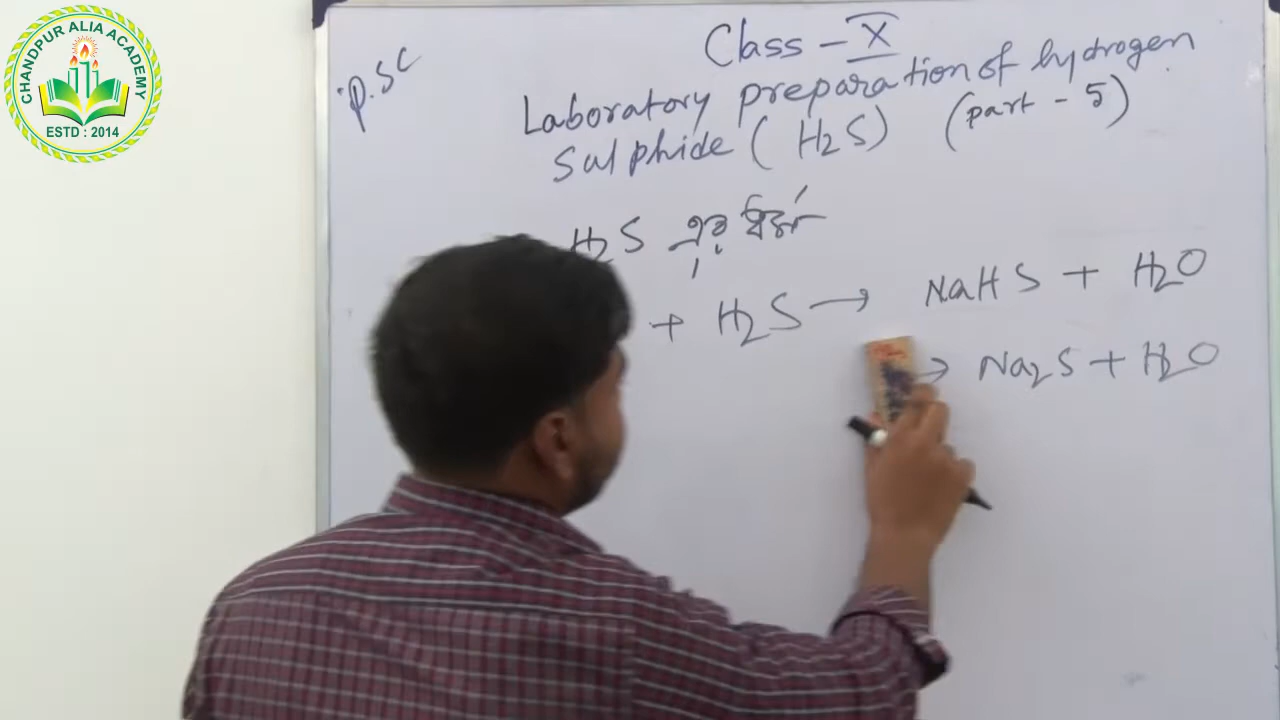 CHANDPUR ALIA ACADEMY
ESTD : 2014
P.SC
Class - X
Laboratory preparation of hydrogen
Sulphide ( H2S) (part - 5)
H2S এর ধর্ম
+ H2S → NaHS + H2O
→ Na2S + H2O